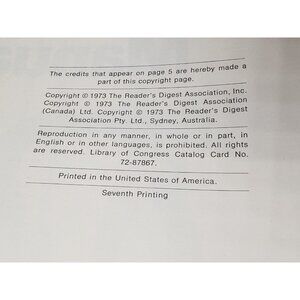 The credits that appear on page 5 are hereby made a
part of this copyright page.
Copyright © 1973 The Reader's Digest Association, Inc.
Copyright © 1973 The Reader's Digest Association
(Canada) Ltd. Copyright © 1973 The Reader's Digest
Association Pty. Ltd., Sydney, Australia.
Reproduction in any manner, in whole or in part, in
English or in other languages, is prohibited. All rights
are reserved. Library of Congress Catalog Card No.
72-87867.
Printed in the United States of America.
Seventh Printing